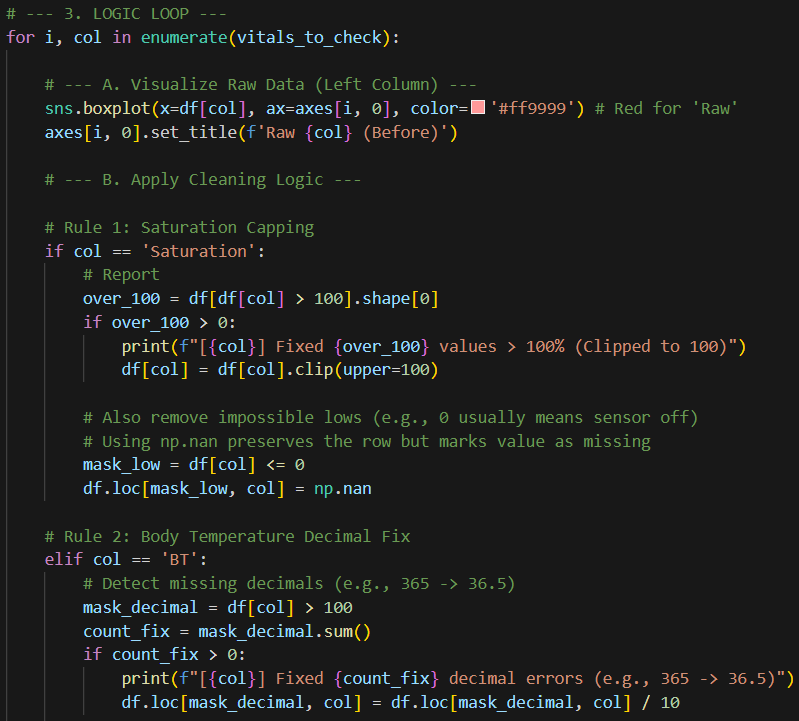 # --- 3. LOGIC LOOP ---
for i, col in enumerate(vitals_to_check):
    # --- A. Visualize Raw Data (Left Column) ---
    sns.boxplot(x=df[col], ax=axes[i, 0], color='#ff9999') # Red for 'Raw'
    axes[i, 0].set_title(f'Raw {col} (Before)')
    # --- B. Apply Cleaning Logic ---
    # Rule 1: Saturation Capping
    if col == 'Saturation':
        # Report
        over_100 = df[df[col] > 100].shape[0]
        if over_100 > 0:
            print(f"[{col}] Fixed {over_100} values > 100% (Clipped to 100)")
            df[col] = df[col].clip(upper=100)
        # Also remove impossible lows (e.g., 0 usually means sensor off)
        # Using np.nan preserves the row but marks value as missing
        mask_low = df[col] <= 0
        df.loc[mask_low, col] = np.nan
    # Rule 2: Body Temperature Decimal Fix
    elif col == 'BT':
        # Detect missing decimals (e.g., 365 -> 36.5)
        mask_decimal = df[col] > 100
        count_fix = mask_decimal.sum()
        if count_fix > 0:
            print(f"[{col}] Fixed {count_fix} decimal errors (e.g., 365 -> 36.5)")
            df.loc[mask_decimal, col] = df.loc[mask_decimal, col] / 10